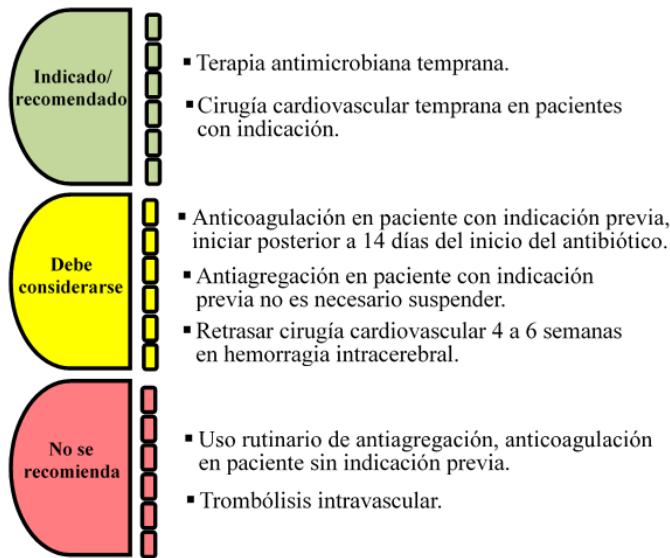 Indicado/
recomendado
▪ Terapia antimicrobiana temprana.
▪ Cirugía cardiovascular temprana en pacientes
con indicación.
Debe
considerarse
▪ Anticoagulación en paciente con indicación previa,
iniciar posterior a 14 días del inicio del antibiótico.
▪ Antiagregación en paciente con indicación
previa no es necesario suspender.
▪ Retrasar cirugía cardiovascular 4 a 6 semanas
en hemorragia intracerebral.
No se
recomienda
▪ Uso rutinario de antiagregación, anticoagulación
en paciente sin indicación previa.
▪ Trombólisis intravascular.